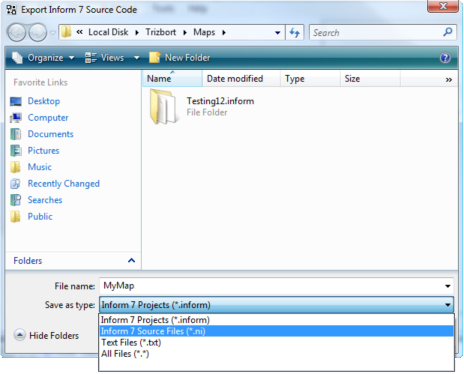 Export Inform 7 Source Code
« Local Disk ▸ Trizbort ▸ Maps ▸
Search
Organize
Views
New Folder
Favorite Links
Name
Date modified
Type
Size
»
Desktop
Computer
Documents
Pictures
Music
Recently Changed
Searches
Public
Testing12.inform
File Folder
Folders
File name: MyMap
Save as type: Inform 7 Projects (*.inform)
Inform 7 Projects (*.inform)
Inform 7 Source Files (*.ni)
Text Files (*.txt)
All Files (*.*)
Hide Folders